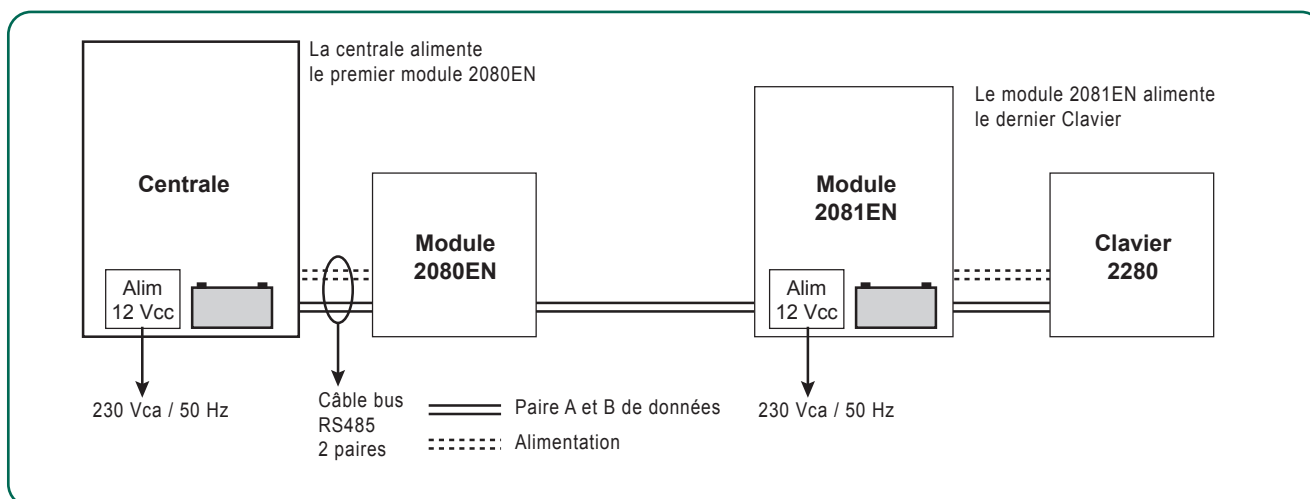 La centrale alimente
le premier module 2080EN
Le module 2081EN alimente
le dernier Clavier
Centrale
Module
2080EN
Module
2081EN
Clavier
2280
Alim
12 Vcc
Alim
12 Vcc
230 Vca / 50 Hz
Câble bus
RS485
2 paires
Paire A et B de données
Alimentation
230 Vca / 50 Hz